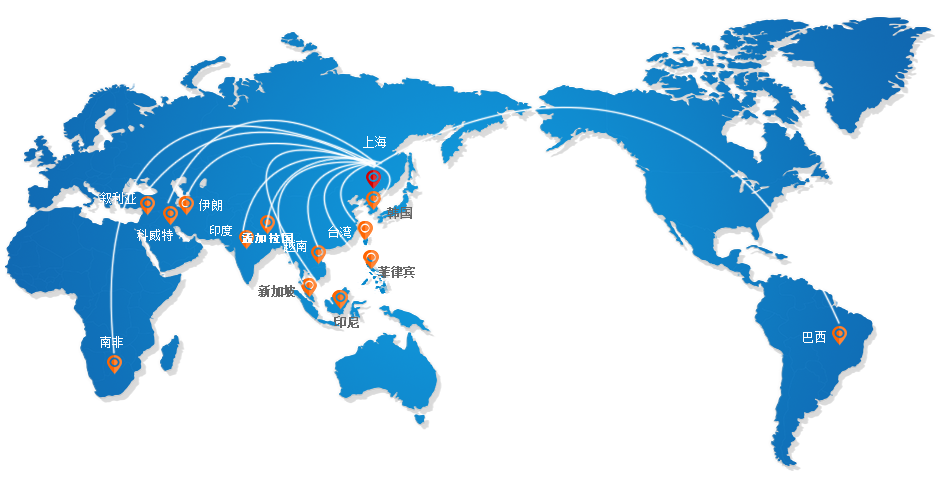 上海
叙利亚
伊朗
韩国
科威特
印度
孟加拉国
台湾
越南
菲律宾
新加坡
印尼
南非
巴西